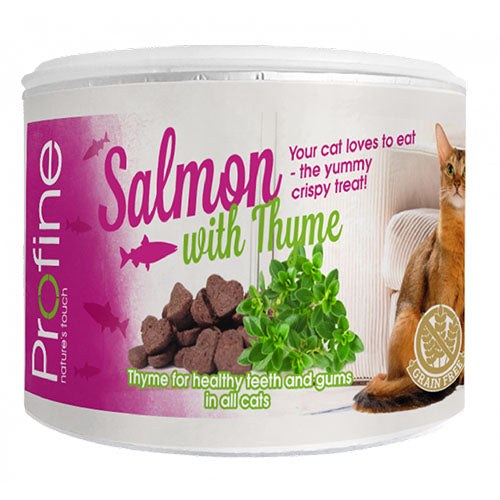 Profine
nature's touch
Salmon
with Thyme
Your cat loves to eat
- the yummy
crispy treat!
Thyme for healthy teeth and gums
in all cats
GRAIN FREE